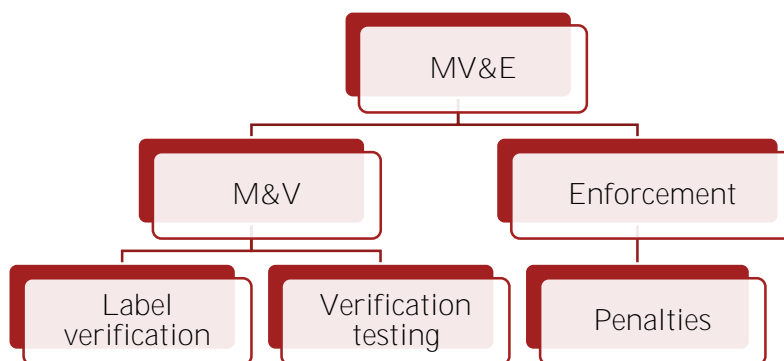 MV&E
M&V
Enforcement
Label
verification
Verification
testing
Penalties